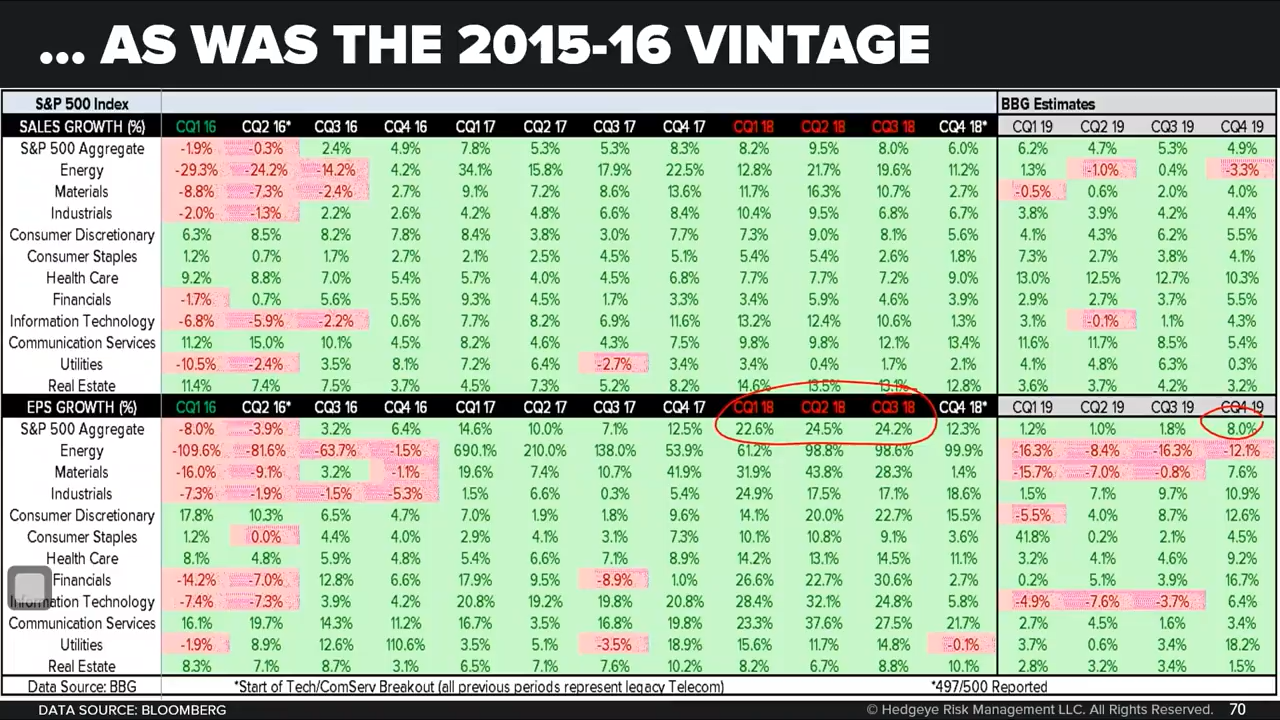 ... AS WAS THE 2015-16 VINTAGE
S&P 500 Index BBG Estimates
SALES GROWTH (%) CQ1 16 CQ2 16* CQ3 16 CQ4 16 CQ1 17 CQ2 17 CQ3 17 CQ4 17 CQ1 18 CQ2 18 CQ3 18 CQ4 18* CQ1 19 CQ2 19 CQ3 19 CQ4 19
S&P 500 Aggregate -1.9% -0.3% 2.4% 4.9% 7.8% 5.3% 5.3% 8.3% 8.2% 9.5% 8.0% 6.0% 6.2% 4.7% 5.3% 4.9%
Energy -29.3% -24.2% -14.2% 4.2% 34.1% 15.8% 17.9% 22.5% 12.8% 21.7% 19.6% 11.2% 1.3% -1.0% 0.4% -3.3%
Materials -8.8% -7.3% -2.4% 2.7% 9.1% 7.2% 8.6% 13.6% 11.7% 16.3% 10.7% 2.7% -0.5% 0.6% 2.0% 4.0%
Industrials -2.0% -1.3% 2.2% 2.6% 4.2% 4.8% 6.6% 8.4% 10.4% 9.5% 6.8% 6.7% 3.8% 3.9% 4.2% 4.4%
Consumer Discretionary 6.3% 8.5% 8.2% 7.8% 8.4% 3.8% 3.0% 7.7% 7.3% 9.0% 8.1% 5.6% 4.1% 4.3% 6.2% 5.5%
Consumer Staples 1.2% 0.7% 1.7% 2.7% 2.1% 2.5% 4.5% 5.1% 5.4% 5.4% 2.6% 1.8% 7.3% 2.7% 3.8% 4.1%
Health Care 9.2% 8.8% 7.0% 5.4% 5.7% 4.0% 4.5% 6.8% 7.7% 7.7% 7.2% 9.0% 13.0% 12.5% 12.7% 10.3%
Financials -1.7% 0.7% 5.6% 5.5% 9.3% 4.5% 1.7% 3.3% 3.4% 5.9% 4.6% 3.9% 2.9% 2.7% 3.7% 5.5%
Information Technology -6.8% -5.9% -2.2% 0.6% 7.7% 8.2% 6.9% 11.6% 13.2% 12.4% 10.6% 1.3% 3.1% -0.1% 1.1% 4.3%
Communication Services 11.2% 15.0% 10.1% 4.5% 8.2% 4.6% 4.3% 7.5% 9.8% 9.8% 12.1% 13.4% 11.6% 11.7% 8.5% 5.4%
Utilities -10.5% -2.4% 3.5% 8.1% 7.2% 6.4% -2.7% 3.4% 3.4% 0.4% 1.7% 2.1% 4.1% 4.8% 6.3% 0.3%
Real Estate 11.4% 7.4% 7.5% 3.7% 4.5% 7.3% 5.2% 8.2% 14.6% 13.5% 13.1% 12.8% 3.6% 3.7% 4.2% 3.2%
EPS GROWTH (%) CQ1 16 CQ2 16* CQ3 16 CQ4 16 CQ1 17 CQ2 17 CQ3 17 CQ4 17 CQ1 18 CQ2 18 CQ3 18 CQ4 18* CQ1 19 CQ2 19 CQ3 19 CQ4 19
S&P 500 Aggregate -8.0% -3.9% 3.2% 6.4% 14.6% 10.0% 7.1% 12.5% 22.6% 24.5% 24.2% 12.3% 1.2% 1.0% 1.8% 8.0%
Energy -109.6% -81.6% -63.7% -1.5% 690.1% 210.0% 138.0% 53.9% 61.2% 98.8% 98.6% 99.9% -16.3% -8.4% -16.3% -12.1%
Materials -16.0% -9.1% 3.2% -1.1% 19.6% 7.4% 10.7% 41.9% 31.9% 43.8% 28.3% 1.4% -15.7% -7.0% -0.8% 7.6%
Industrials -7.3% -1.9% -1.5% -5.3% 1.5% 6.6% 0.3% 5.4% 24.9% 17.5% 17.1% 18.6% 1.5% 7.1% 9.7% 10.9%
Consumer Discretionary 17.8% 10.3% 6.5% 4.7% 7.0% 1.9% 1.8% 9.6% 14.1% 20.0% 22.7% 15.5% -5.5% 4.0% 8.7% 12.6%
Consumer Staples 1.2% 0.0% 4.4% 4.0% 2.9% 4.1% 3.1% 7.3% 10.1% 10.8% 9.1% 3.6% 41.8% 0.2% 2.1% 4.5%
Health Care 8.1% 4.8% 5.9% 4.8% 5.4% 6.6% 7.1% 8.9% 14.2% 13.1% 14.5% 11.1% 3.2% 4.1% 4.6% 9.2%
Financials -14.2% -7.0% 12.8% 6.6% 17.9% 9.5% -8.9% 1.0% 26.6% 22.7% 30.6% 2.7% 0.2% 5.1% 3.9% 16.7%
Information Technology -7.4% -7.3% 3.9% 4.2% 20.8% 19.2% 19.8% 20.8% 28.4% 32.1% 24.8% 5.8% -4.9% -7.6% -3.7% 6.4%
Communication Services 16.1% 19.7% 14.3% 11.2% 16.7% 3.5% 16.8% 19.8% 23.3% 37.6% 27.5% 21.7% 2.7% 4.5% 1.6% 3.4%
Utilities -1.9% 8.9% 12.6% 110.6% 3.5% 5.1% -3.5% 18.9% 15.6% 11.7% 14.8% -0.1% 3.7% 0.6% 3.4% 18.2%
Real Estate 8.3% 7.1% 8.7% 3.1% 6.5% 7.1% 7.6% 10.2% 8.2% 6.7% 8.8% 10.1% 2.8% 3.2% 3.4% 1.5%
Data Source: BBG *Start of Tech/ComServ Breakout (all previous periods represent legacy Telecom) *497/500 Reported
DATA SOURCE: BLOOMBERG © Hedgeye Risk Management LLC. All Rights Reserved. 70